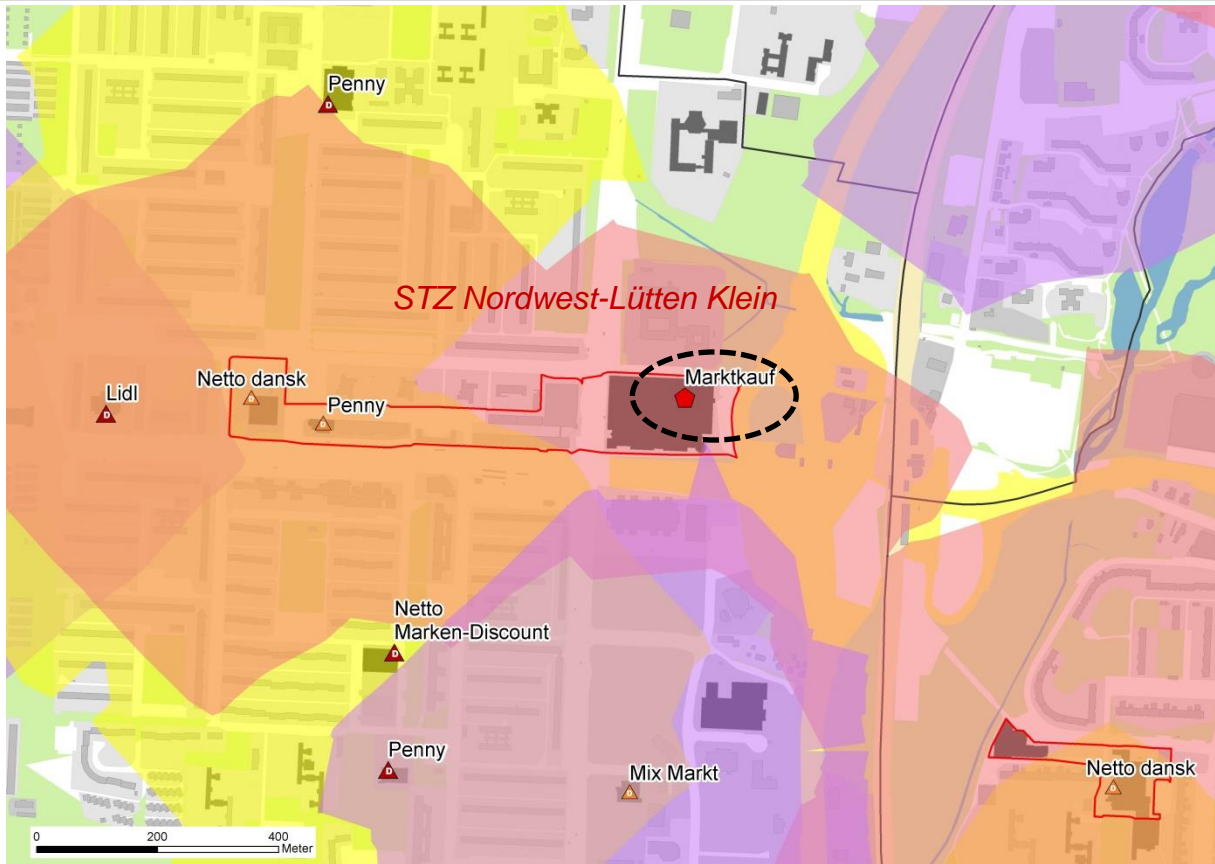 Penny
STZ Nordwest-Lütten Klein
Marktkauf
Netto dansk
Lidl
Penny
Netto
Marken-Discount
Penny
Mix Markt
Netto dansk
0 200 400
Meter